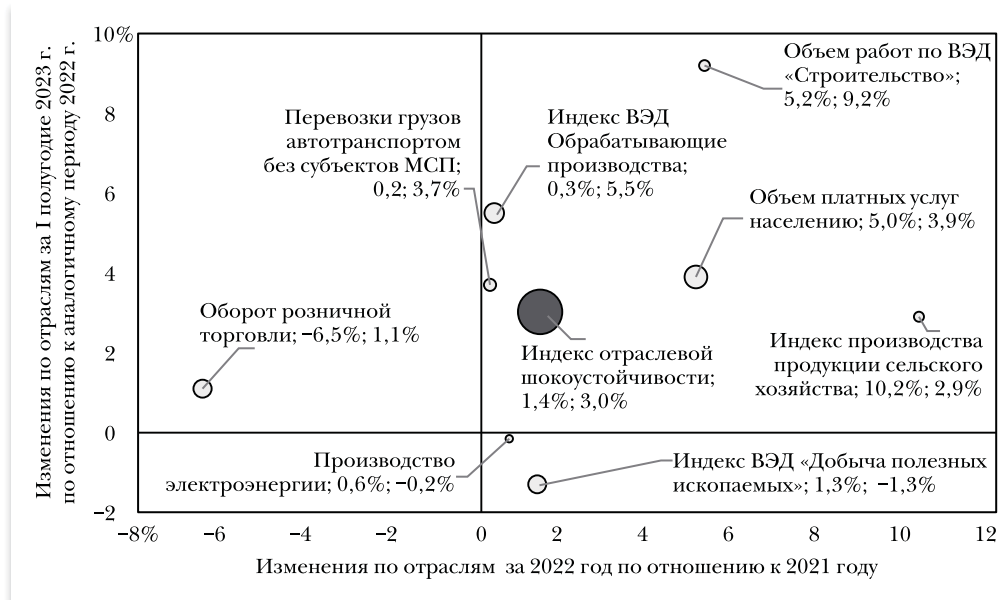 Изменения по отраслям за I полугодие 2023 г.
по отношению к аналогичному периоду 2022 г.
10%
8
6
4
2
0
−2
Объем работ по ВЭД
«Строительство»;
5,2%; 9,2%
Перевозки грузов
автотранспортом
без субъектов МСП;
0,2; 3,7%
Индекс ВЭД
Обрабатывающие
производства;
0,3%; 5,5%
Объем платных услуг
населению; 5,0%; 3,9%
Оборот розничной
торговли; −6,5%; 1,1%
Индекс отраслевой
шокоустойчивости;
1,4%; 3,0%
Индекс производства
продукции сельского
хозяйства; 10,2%; 2,9%
Производство
электроэнергии; 0,6%; −0,2%
Индекс ВЭД «Добыча полезных
ископаемых»; 1,3%; −1,3%
−8% −6 −4 −2 0 2 4 6 8 10 12
Изменения по отраслям за 2022 год по отношению к 2021 году